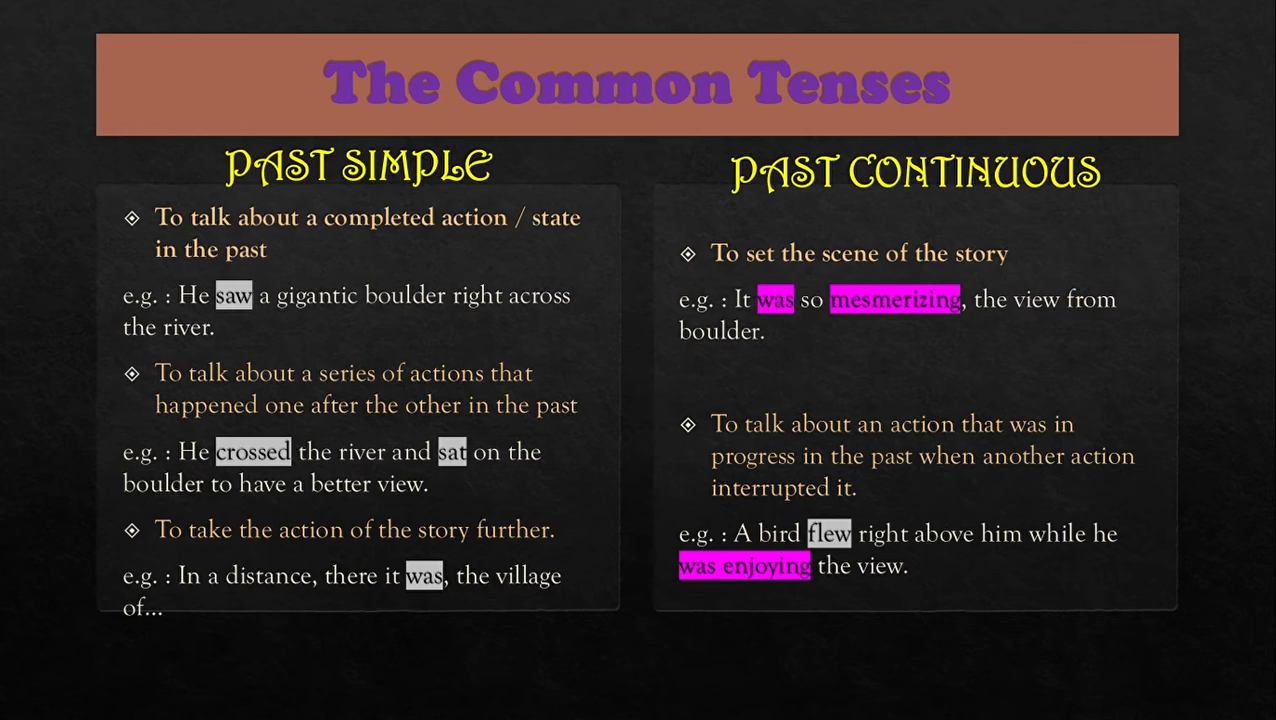 The Common Tenses
PAST SIMPLE
To talk about a completed action / state
in the past
e.g. : He saw a gigantic boulder right across
the river.
To talk about a series of actions that
happened one after the other in the past
e.g. : He crossed the river and sat on the
boulder to have a better view.
To take the action of the story further.
e.g. : In a distance, there it was, the village
of...
PAST CONTINUOUS
To set the scene of the story
e.g. : It was so mesmerizing, the view from
boulder.
To talk about an action that was in
progress in the past when another action
interrupted it.
e.g. : A bird flew right above him while he
was enjoying the view.